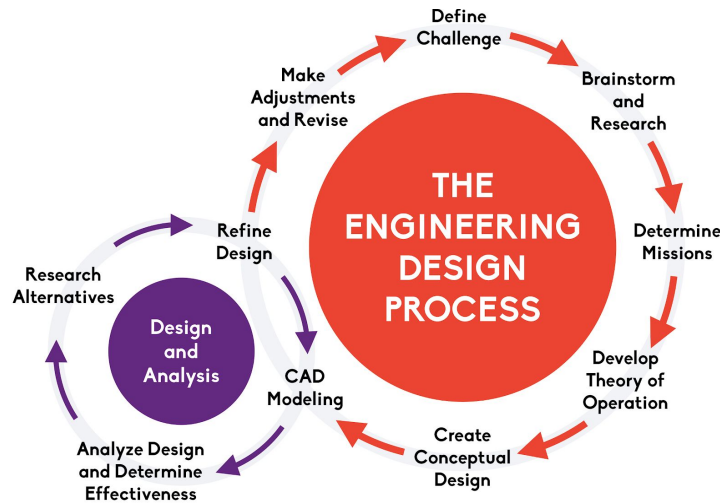 Define
Challenge
Brainstorm
and
Research
Determine
Missions
Develop
Theory of
Operation
Create
Conceptual
Design
CAD
Modeling
Refine
Design
Make
Adjustments
and Revise
THE
ENGINEERING
DESIGN
PROCESS
Analyze Design
and Determine
Effectiveness
Research
Alternatives
Design
and
Analysis